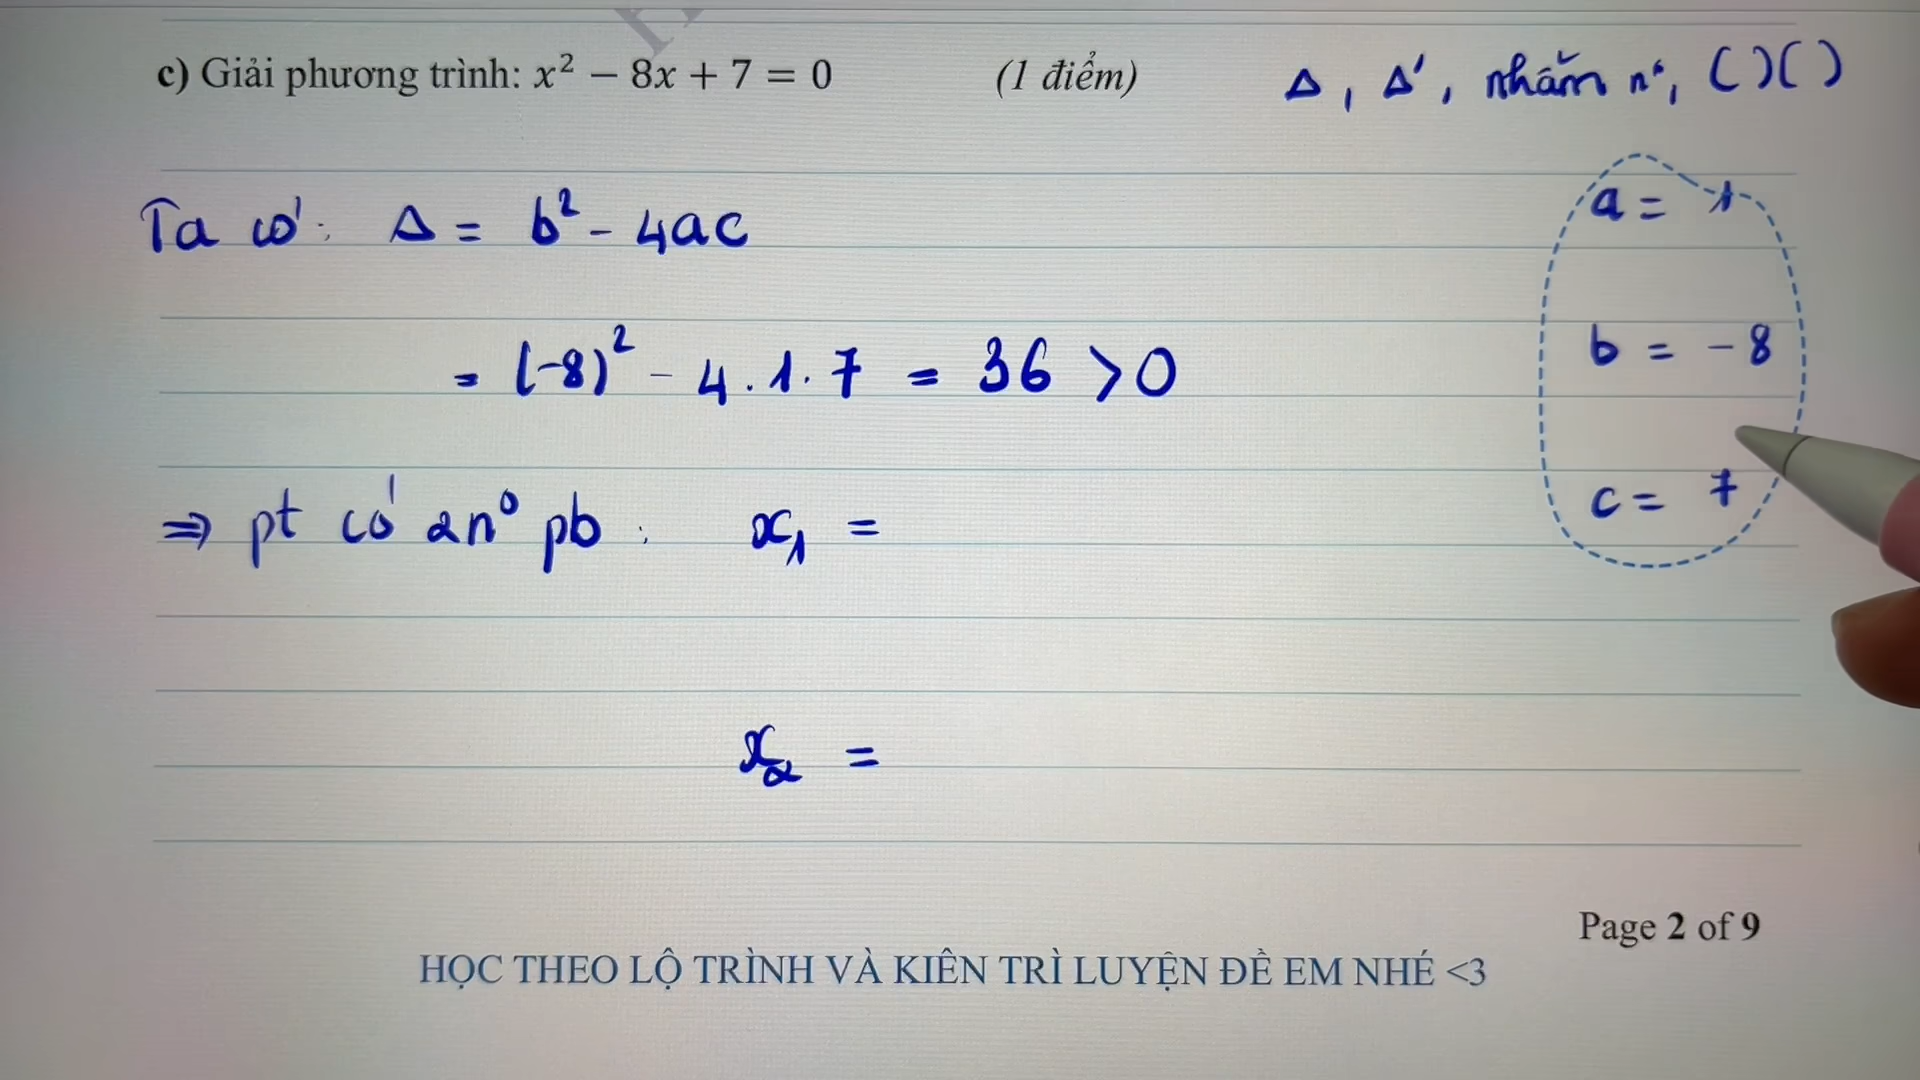 c) Giải phương trình: x² − 8x + 7 = 0 (1 điểm) Δ, Δ', nhẩm n°, ( )( )
Ta có: Δ = b² - 4ac
= (-8)² - 4.1.7 = 36 > 0
⇒ pt có 2n° pb: x₁ =
x₂ =
a = 1
b = -8
c = 7
Page 2 of 9
HỌC THEO LỘ TRÌNH VÀ KIÊN TRÌ LUYỆN ĐỀ EM NHÉ <3